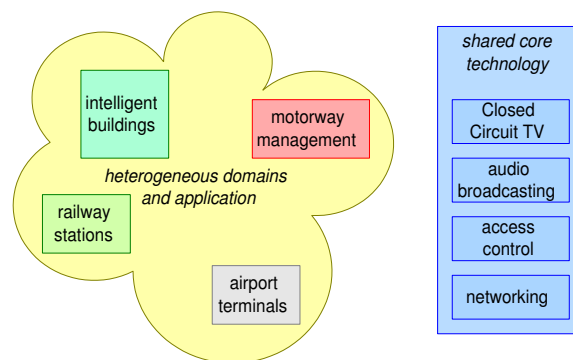 intelligent
buildings
motorway
management
heterogeneous domains
and application
railway
stations
airport
terminals
shared core
technology
Closed
Circuit TV
audio
broadcasting
access
control
networking